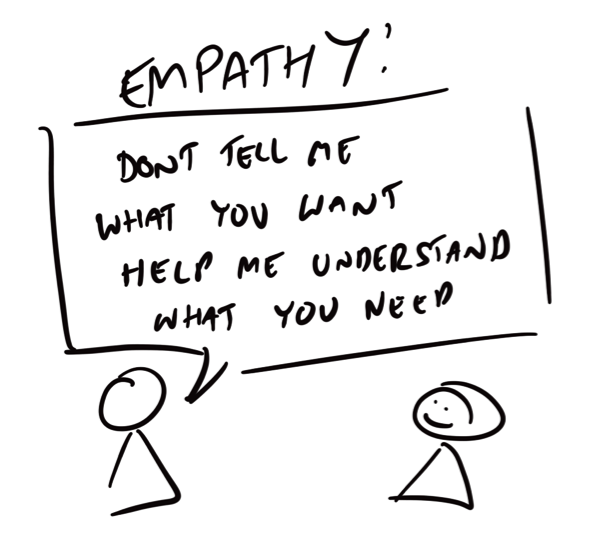 EMPATHY:
DONT TELL ME
WHAT YOU WANT
HELP ME UNDERSTAND
WHAT YOU NEED